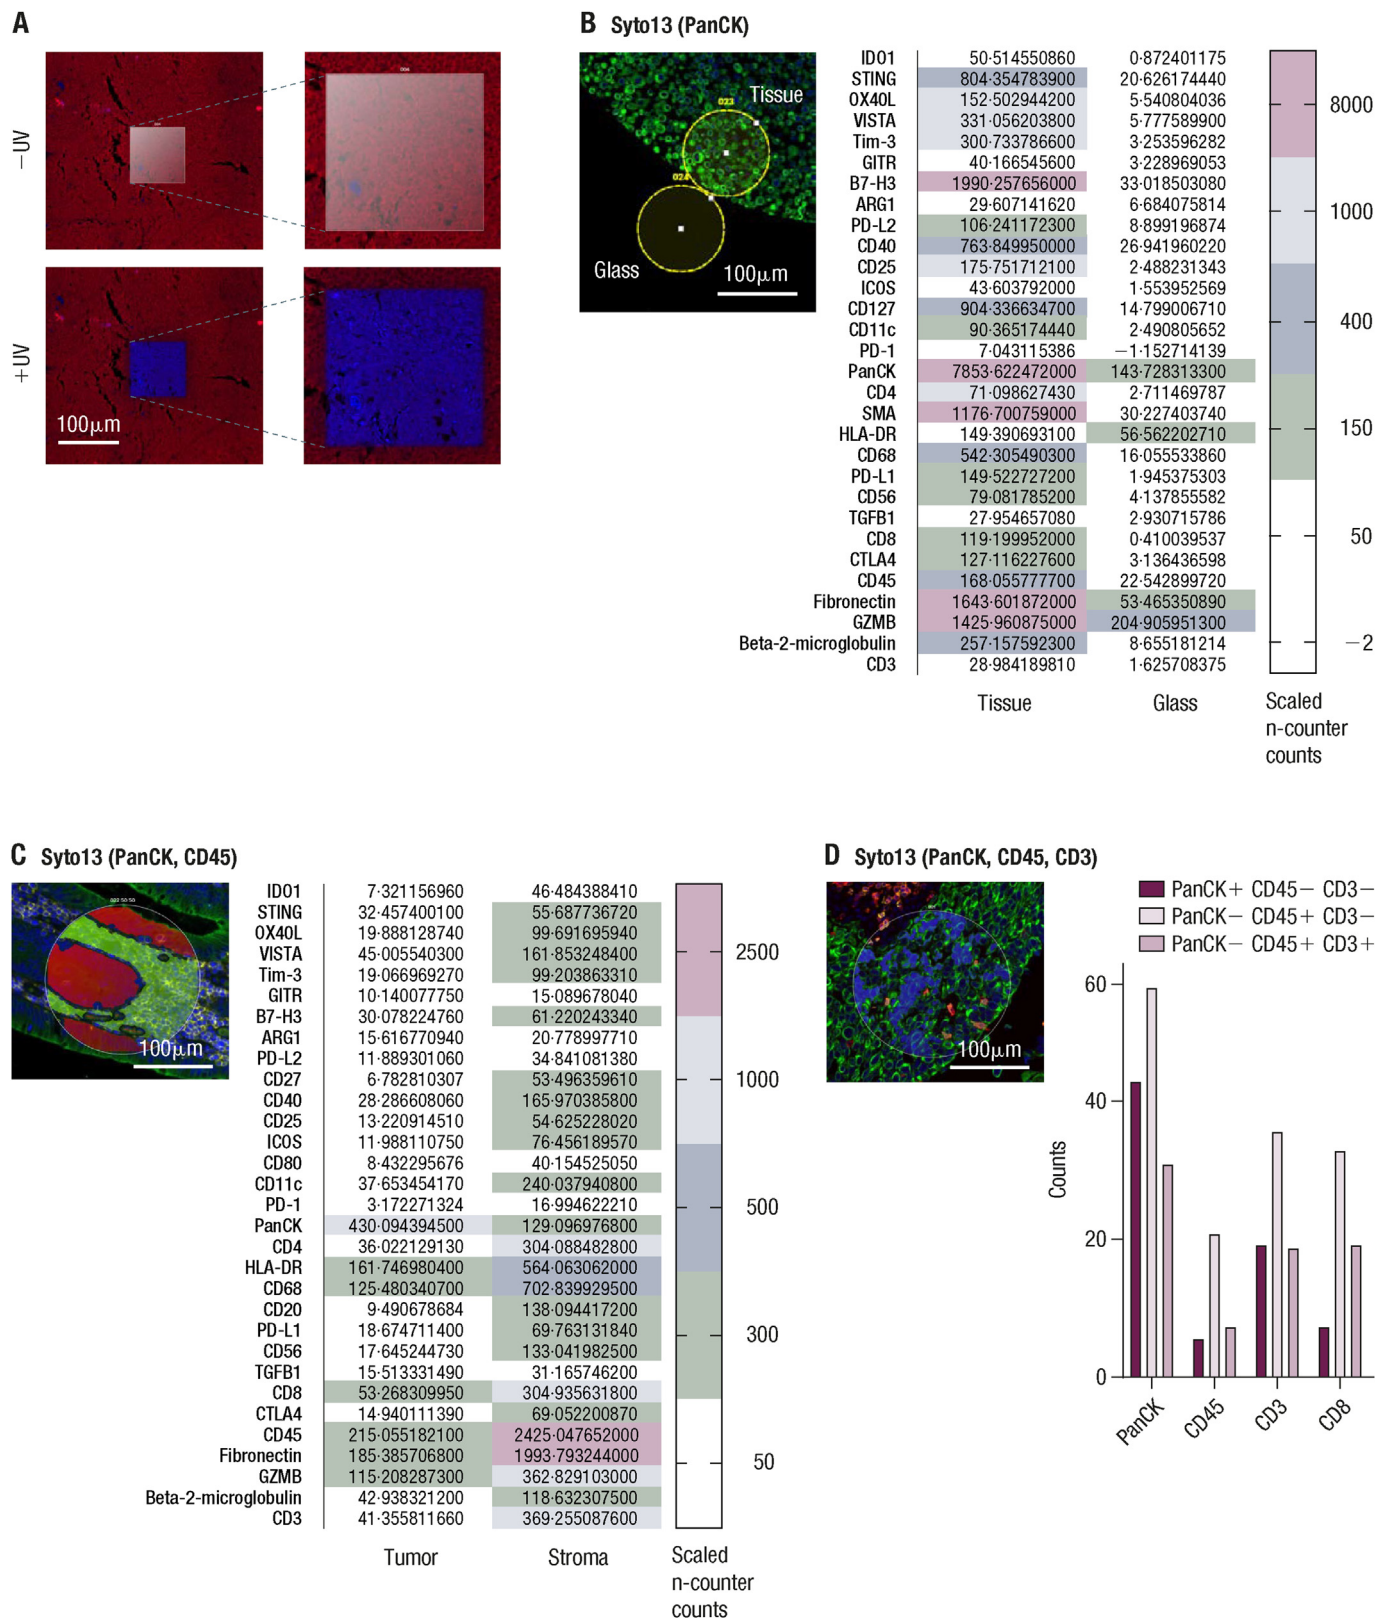 A
−UV
+UV
100µm
B Syto13 (PanCK)
Tissue
023
024
Glass
100µm
IDO1 50·514550860 0·872401175
STING 804·354783900 20·626174440
OX40L 152·502944200 5·540804036
VISTA 331·056203800 5·777589900
Tim-3 300·733786600 3·253596282
GITR 40·166545600 3·228969053
B7-H3 1990·257656000 33·018503080
ARG1 29·607141620 6·684075814
PD-L2 106·241172300 8·899196874
CD40 763·849950000 26·941960220
CD25 175·751712100 2·488231343
ICOS 43·603792000 1·553952569
CD127 904·336634700 14·799006710
CD11c 90·365174440 2·490805652
PD-1 7·043115386 −1·152714139
PanCK 7853·622472000 143·728313300
CD4 71·098627430 2·711469787
SMA 1176·700759000 30·227403740
HLA-DR 149·390693100 56·562202710
CD68 542·305490300 16·055533860
PD-L1 149·522727200 1·945375303
CD56 79·081785200 4·137855582
TGFB1 27·954657080 2·930715786
CD8 119·199952000 0·410039537
CTLA4 127·116227600 3·136436598
CD45 168·055777700 22·542899720
Fibronectin 1643·601872000 53·465350890
GZMB 1425·960875000 204·905951300
Beta-2-microglobulin 257·157592300 8·655181214
CD3 28·984189810 1·625708375
Tissue Glass
8000
1000
400
150
50
−2
Scaled
n-counter
counts
C Syto13 (PanCK, CD45)
100µm
IDO1 7·321156960 46·484388410
STING 32·457400100 55·687736720
OX40L 19·888128740 99·691695940
VISTA 45·005540300 161·853248400
Tim-3 19·066969270 99·203863310
GITR 10·140077750 15·089678040
B7-H3 30·078224760 61·220243340
ARG1 15·616770940 20·778997710
PD-L2 11·889301060 34·841081380
CD27 6·782810307 53·496359610
CD40 28·286608060 165·970385800
CD25 13·220914510 54·625228020
ICOS 11·988110750 76·456189570
CD80 8·432295676 40·154525050
CD11c 37·653454170 240·037940800
PD-1 3·172271324 16·994622210
PanCK 430·094394500 129·096976800
CD4 36·022129130 304·088482800
HLA-DR 161·746980400 564·063062000
CD68 125·480340700 702·839929500
CD20 9·490678684 138·094417200
PD-L1 18·674711400 69·763131840
CD56 17·645244730 133·041982500
TGFB1 15·513331490 31·165746200
CD8 53·268309950 304·935631800
CTLA4 14·940111390 69·052200870
CD45 215·055182100 2425·047652000
Fibronectin 185·385706800 1993·793244000
GZMB 115·208287300 362·829103000
Beta-2-microglobulin 42·938321200 118·632307500
CD3 41·355811660 369·255087600
Tumor Stroma
2500
1000
500
300
50
Scaled
n-counter
counts
D Syto13 (PanCK, CD45, CD3)
100µm
PanCK+ CD45− CD3−
PanCK− CD45+ CD3−
PanCK− CD45+ CD3+
60
40
20
0
Counts
PanCK
CD45
CD3
CD8